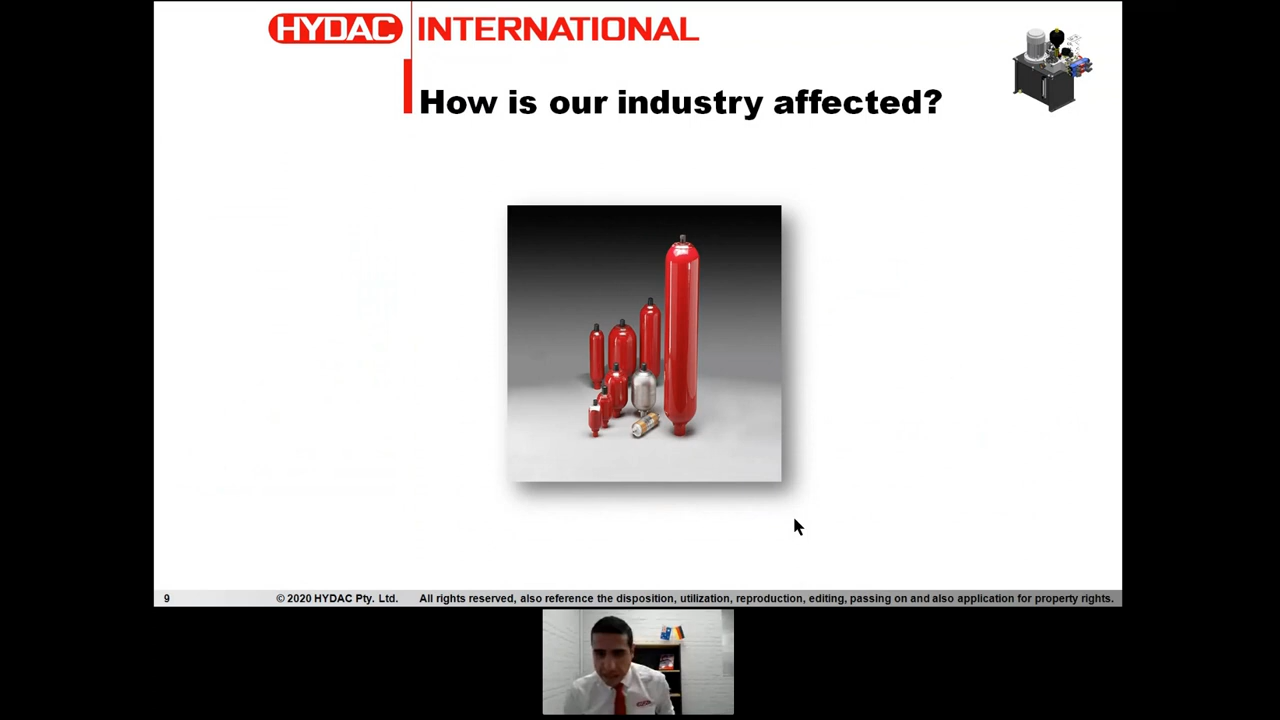 HYDAC INTERNATIONAL
How is our industry affected?
9 © 2020 HYDAC Pty. Ltd. All rights reserved, also reference the disposition, utilization, reproduction, editing, passing on and also application for property rights.